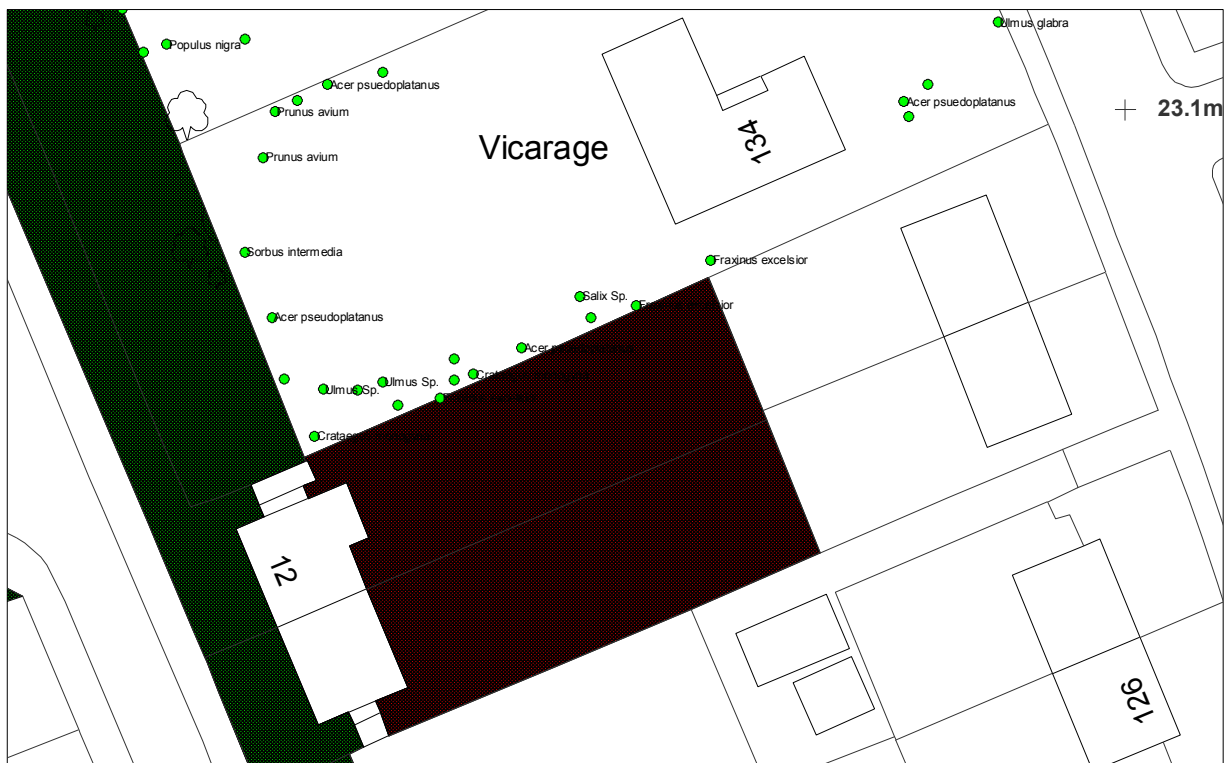 Ulmus glabra
Populus nigra
Acer psuedoplatanus
Acer psuedoplatanus
23.1m
Prunus avium
134
Vicarage
Prunus avium
Sorbus intermedia
Fraxinus excelsior
Salix Sp.
Acer pseudoplatanus
Acer
Ulmus Sp.
Ulmus Sp.
12
126